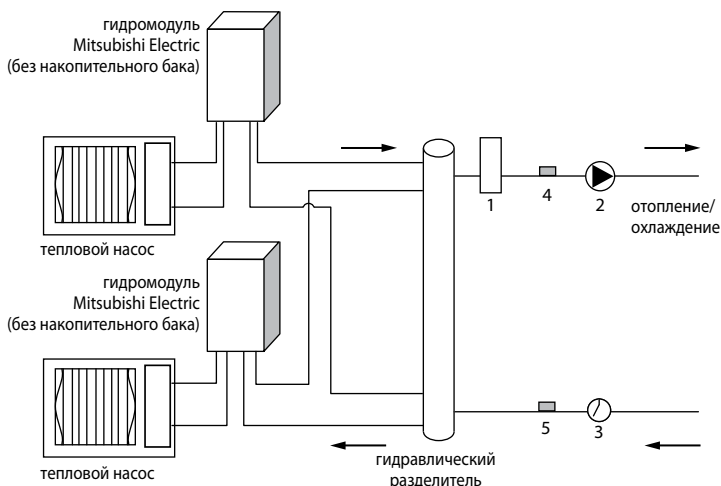 гидромодуль
Mitsubishi Electric
(без накопительного бака)
тепловой насос
гидромодуль
Mitsubishi Electric
(без накопительного бака)
тепловой насос
1
4
2
отопление/
охлаждение
5
3
гидравлический
разделитель